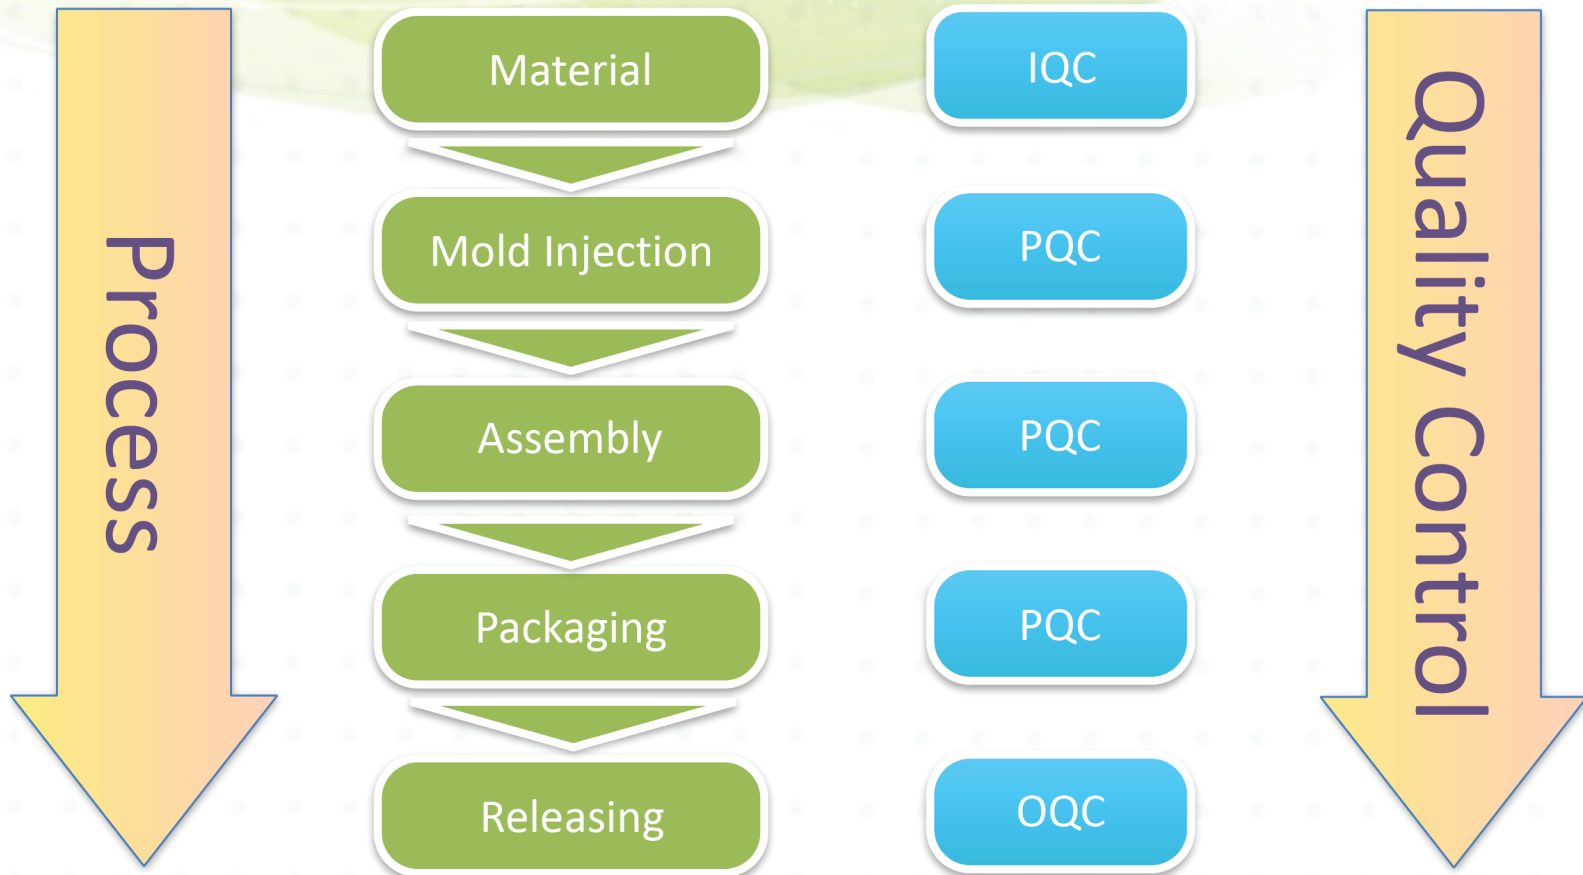 Process
Material
IQC
Mold Injection
PQC
Assembly
PQC
Packaging
PQC
Releasing
OQC
Quality Control